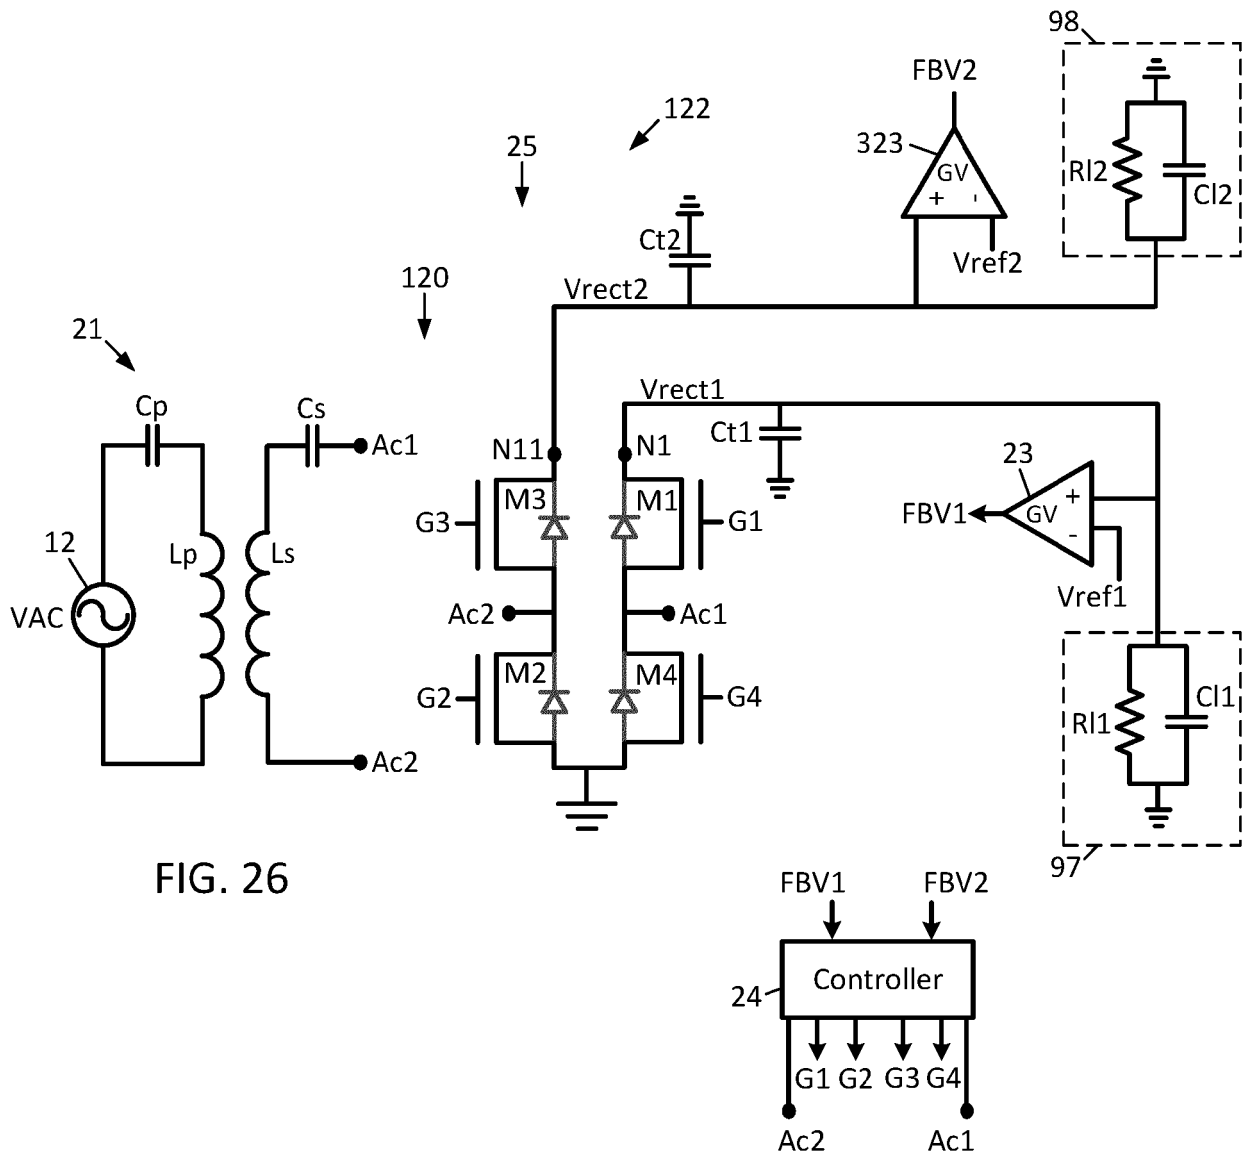 98
FBV2
122
25
323
GV
+
-
Rl2
Cl2
Ct2
Vref2
120
Vrect2
21
Vrect1
Cp
Cs
Ct1
Ac1
N11
N1
23
M3
M1
+
G3
G1
FBV1
GV
-
12
Lp
Ls
Vref1
VAC
Ac2
Ac1
M2
M4
G2
G4
Cl1
Rl1
Ac2
97
FIG. 26
FBV1
FBV2
Controller
24
G1
G2
G3
G4
Ac2
Ac1